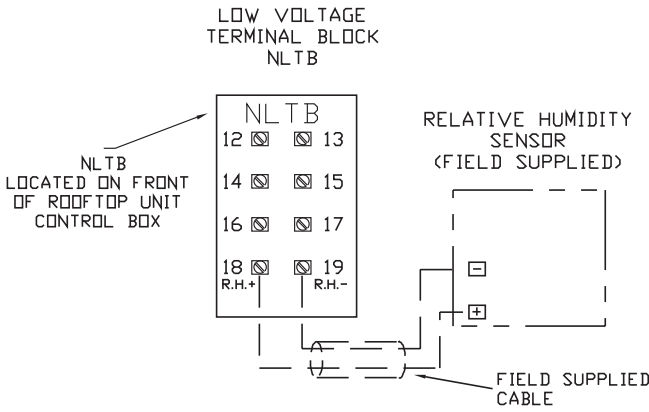 LOW VOLTAGE
TERMINAL BLOCK
NLTB
NLTB
12 13
14 15
16 17
18 19
R.H.+ R.H.-
NLTB
LOCATED ON FRONT
OF ROOFTOP UNIT
CONTROL BOX
RELATIVE HUMIDITY
SENSOR
(FIELD SUPPLIED)
-
+
FIELD SUPPLIED
CABLE